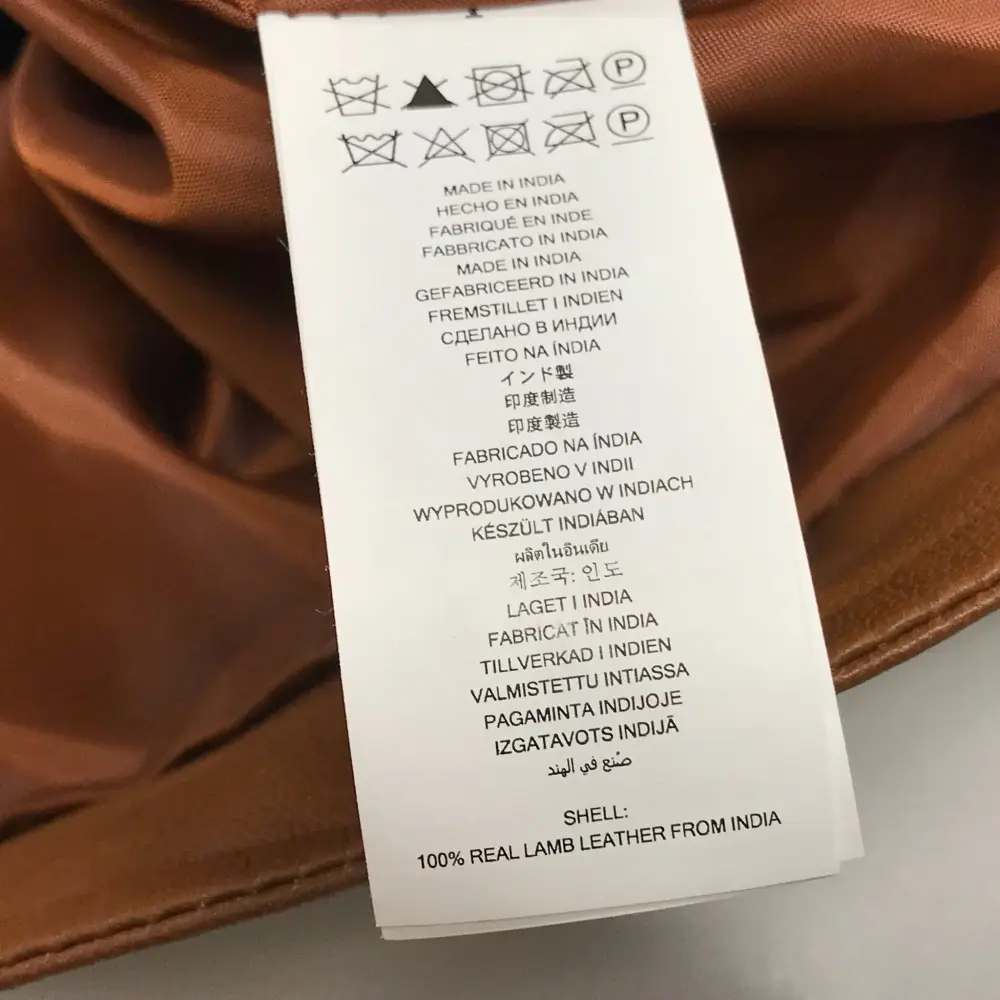 P
P
MADE IN INDIA
HECHO EN INDIA
FABRIQUÉ EN INDE
FABBRICATO IN INDIA
MADE IN INDIA
GEFABRICEERD IN INDIA
FREMSTILLET I INDIEN
СДЕЛАНО В ИНДИИ
FEITO NA ÍNDIA
インド製
印度制造
印度製造
FABRICADO NA ÍNDIA
VYROBENO V INDII
WYPRODUKOWANO W INDIACH
KÉSZÜLT INDIÁBAN
ผลิตในอินเดีย
제조국: 인도
LAGET I INDIA
FABRICAT ÎN INDIA
TILLVERKAD I INDIEN
VALMISTETTU INTIASSA
PAGAMINTA INDIJOJE
IZGATAVOTS INDIJĀ
صُنع في الهند
SHELL:
100% REAL LAMB LEATHER FROM INDIA